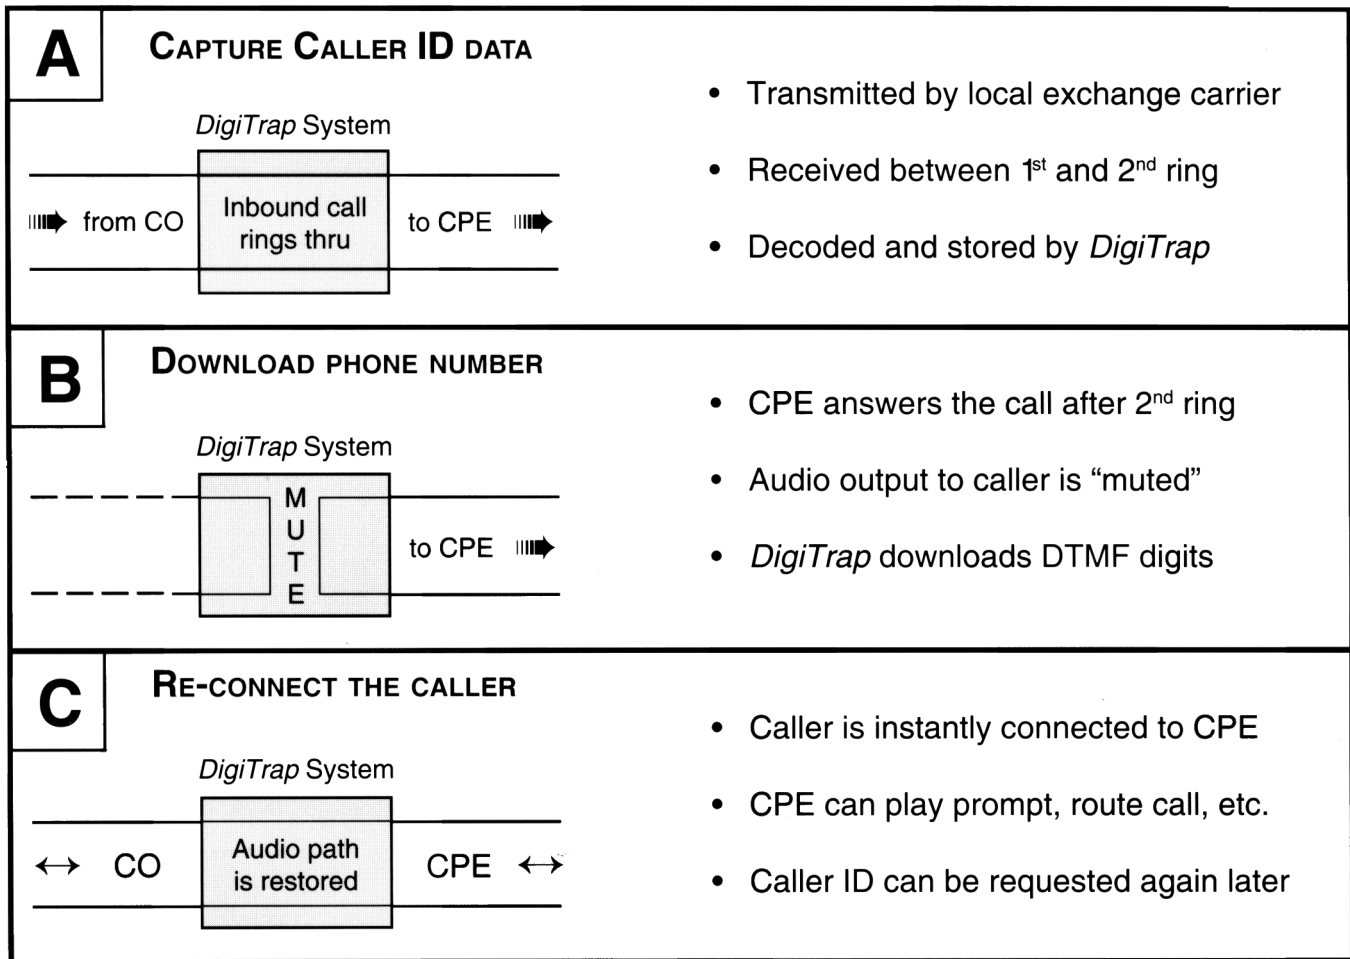 A
CAPTURE CALLER ID DATA
DigiTrap System
from CO
Inbound call
rings thru
to CPE
• Transmitted by local exchange carrier
• Received between 1st and 2nd ring
• Decoded and stored by DigiTrap
B
DOWNLOAD PHONE NUMBER
DigiTrap System
M
U
T
E
to CPE
• CPE answers the call after 2nd ring
• Audio output to caller is “muted”
• DigiTrap downloads DTMF digits
C
RE-CONNECT THE CALLER
DigiTrap System
CO
Audio path
is restored
CPE
• Caller is instantly connected to CPE
• CPE can play prompt, route call, etc.
• Caller ID can be requested again later